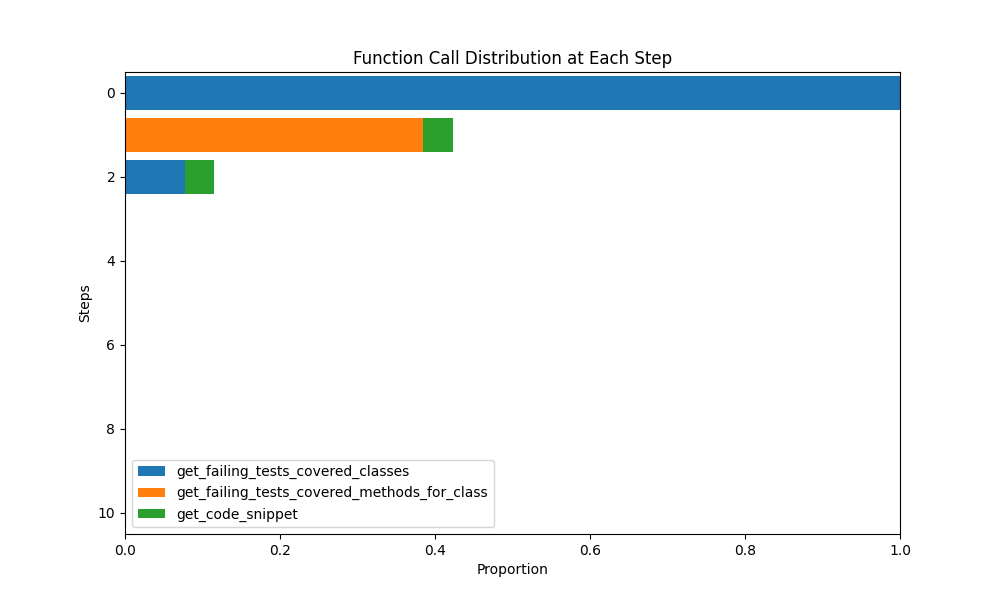 Function Call Distribution at Each Step
0
2
4
6
8
10
Steps
get_failing_tests_covered_classes
get_failing_tests_covered_methods_for_class
get_code_snippet
0.0 0.2 0.4 0.6 0.8 1.0
Proportion